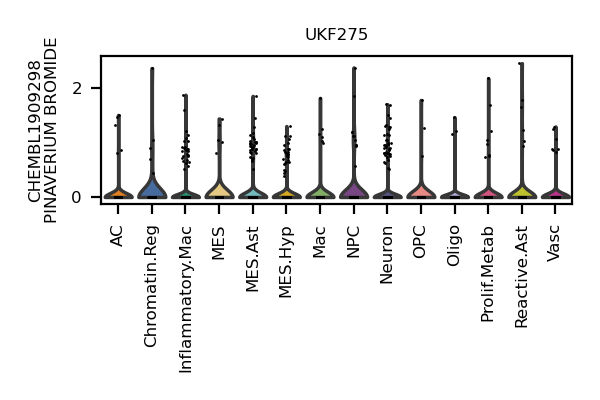 UKF275
CHEMBL1909298
PINAVERIUM BROMIDE
2
0
AC
Chromatin.Reg
Inflammatory.Mac
MES
MES.Ast
MES.Hyp
Mac
NPC
Neuron
OPC
Oligo
Prolif.Metab
Reactive.Ast
Vasc